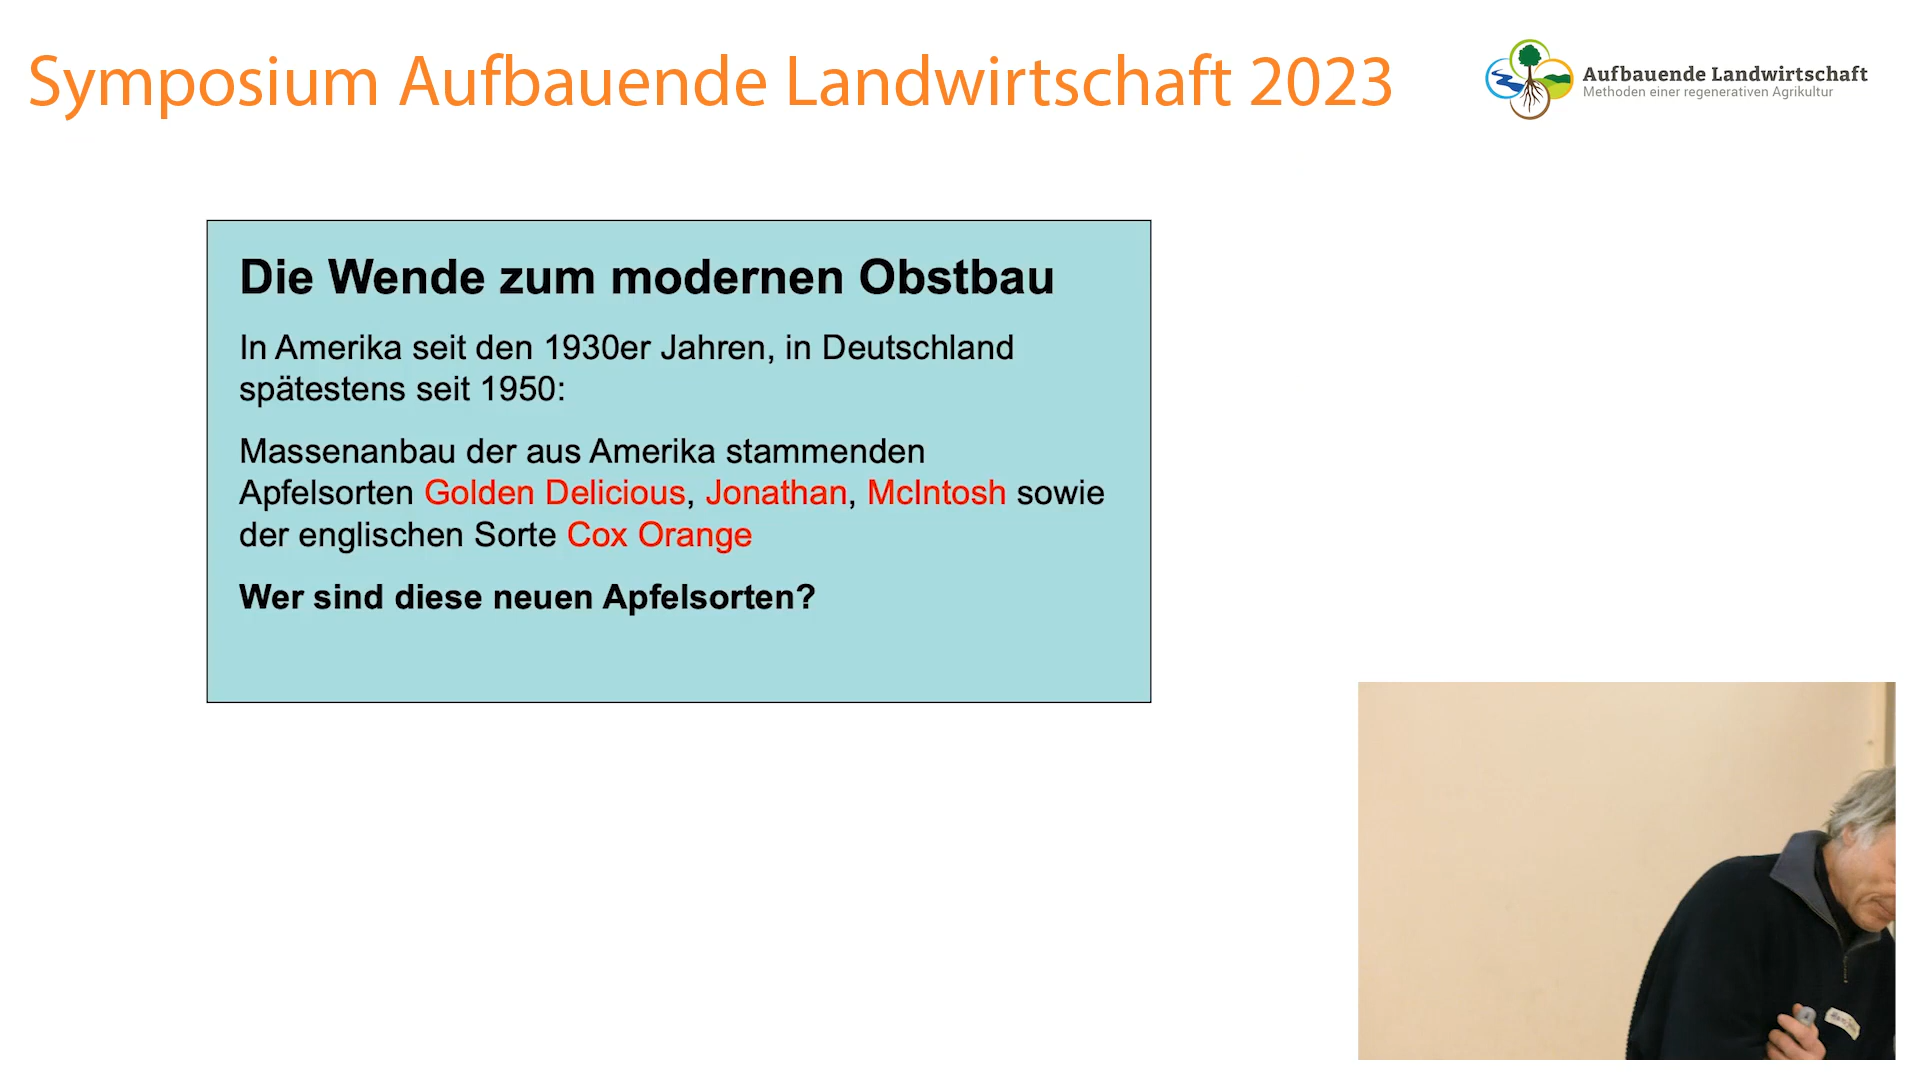 Symposium Aufbauende Landwirtschaft 2023
Aufbauende Landwirtschaft
Methoden einer regenerativen Agrikultur
Die Wende zum modernen Obstbau
In Amerika seit den 1930er Jahren, in Deutschland
spätestens seit 1950:
Massenanbau der aus Amerika stammenden
Apfelsorten Golden Delicious, Jonathan, McIntosh sowie
der englischen Sorte Cox Orange
Wer sind diese neuen Apfelsorten?